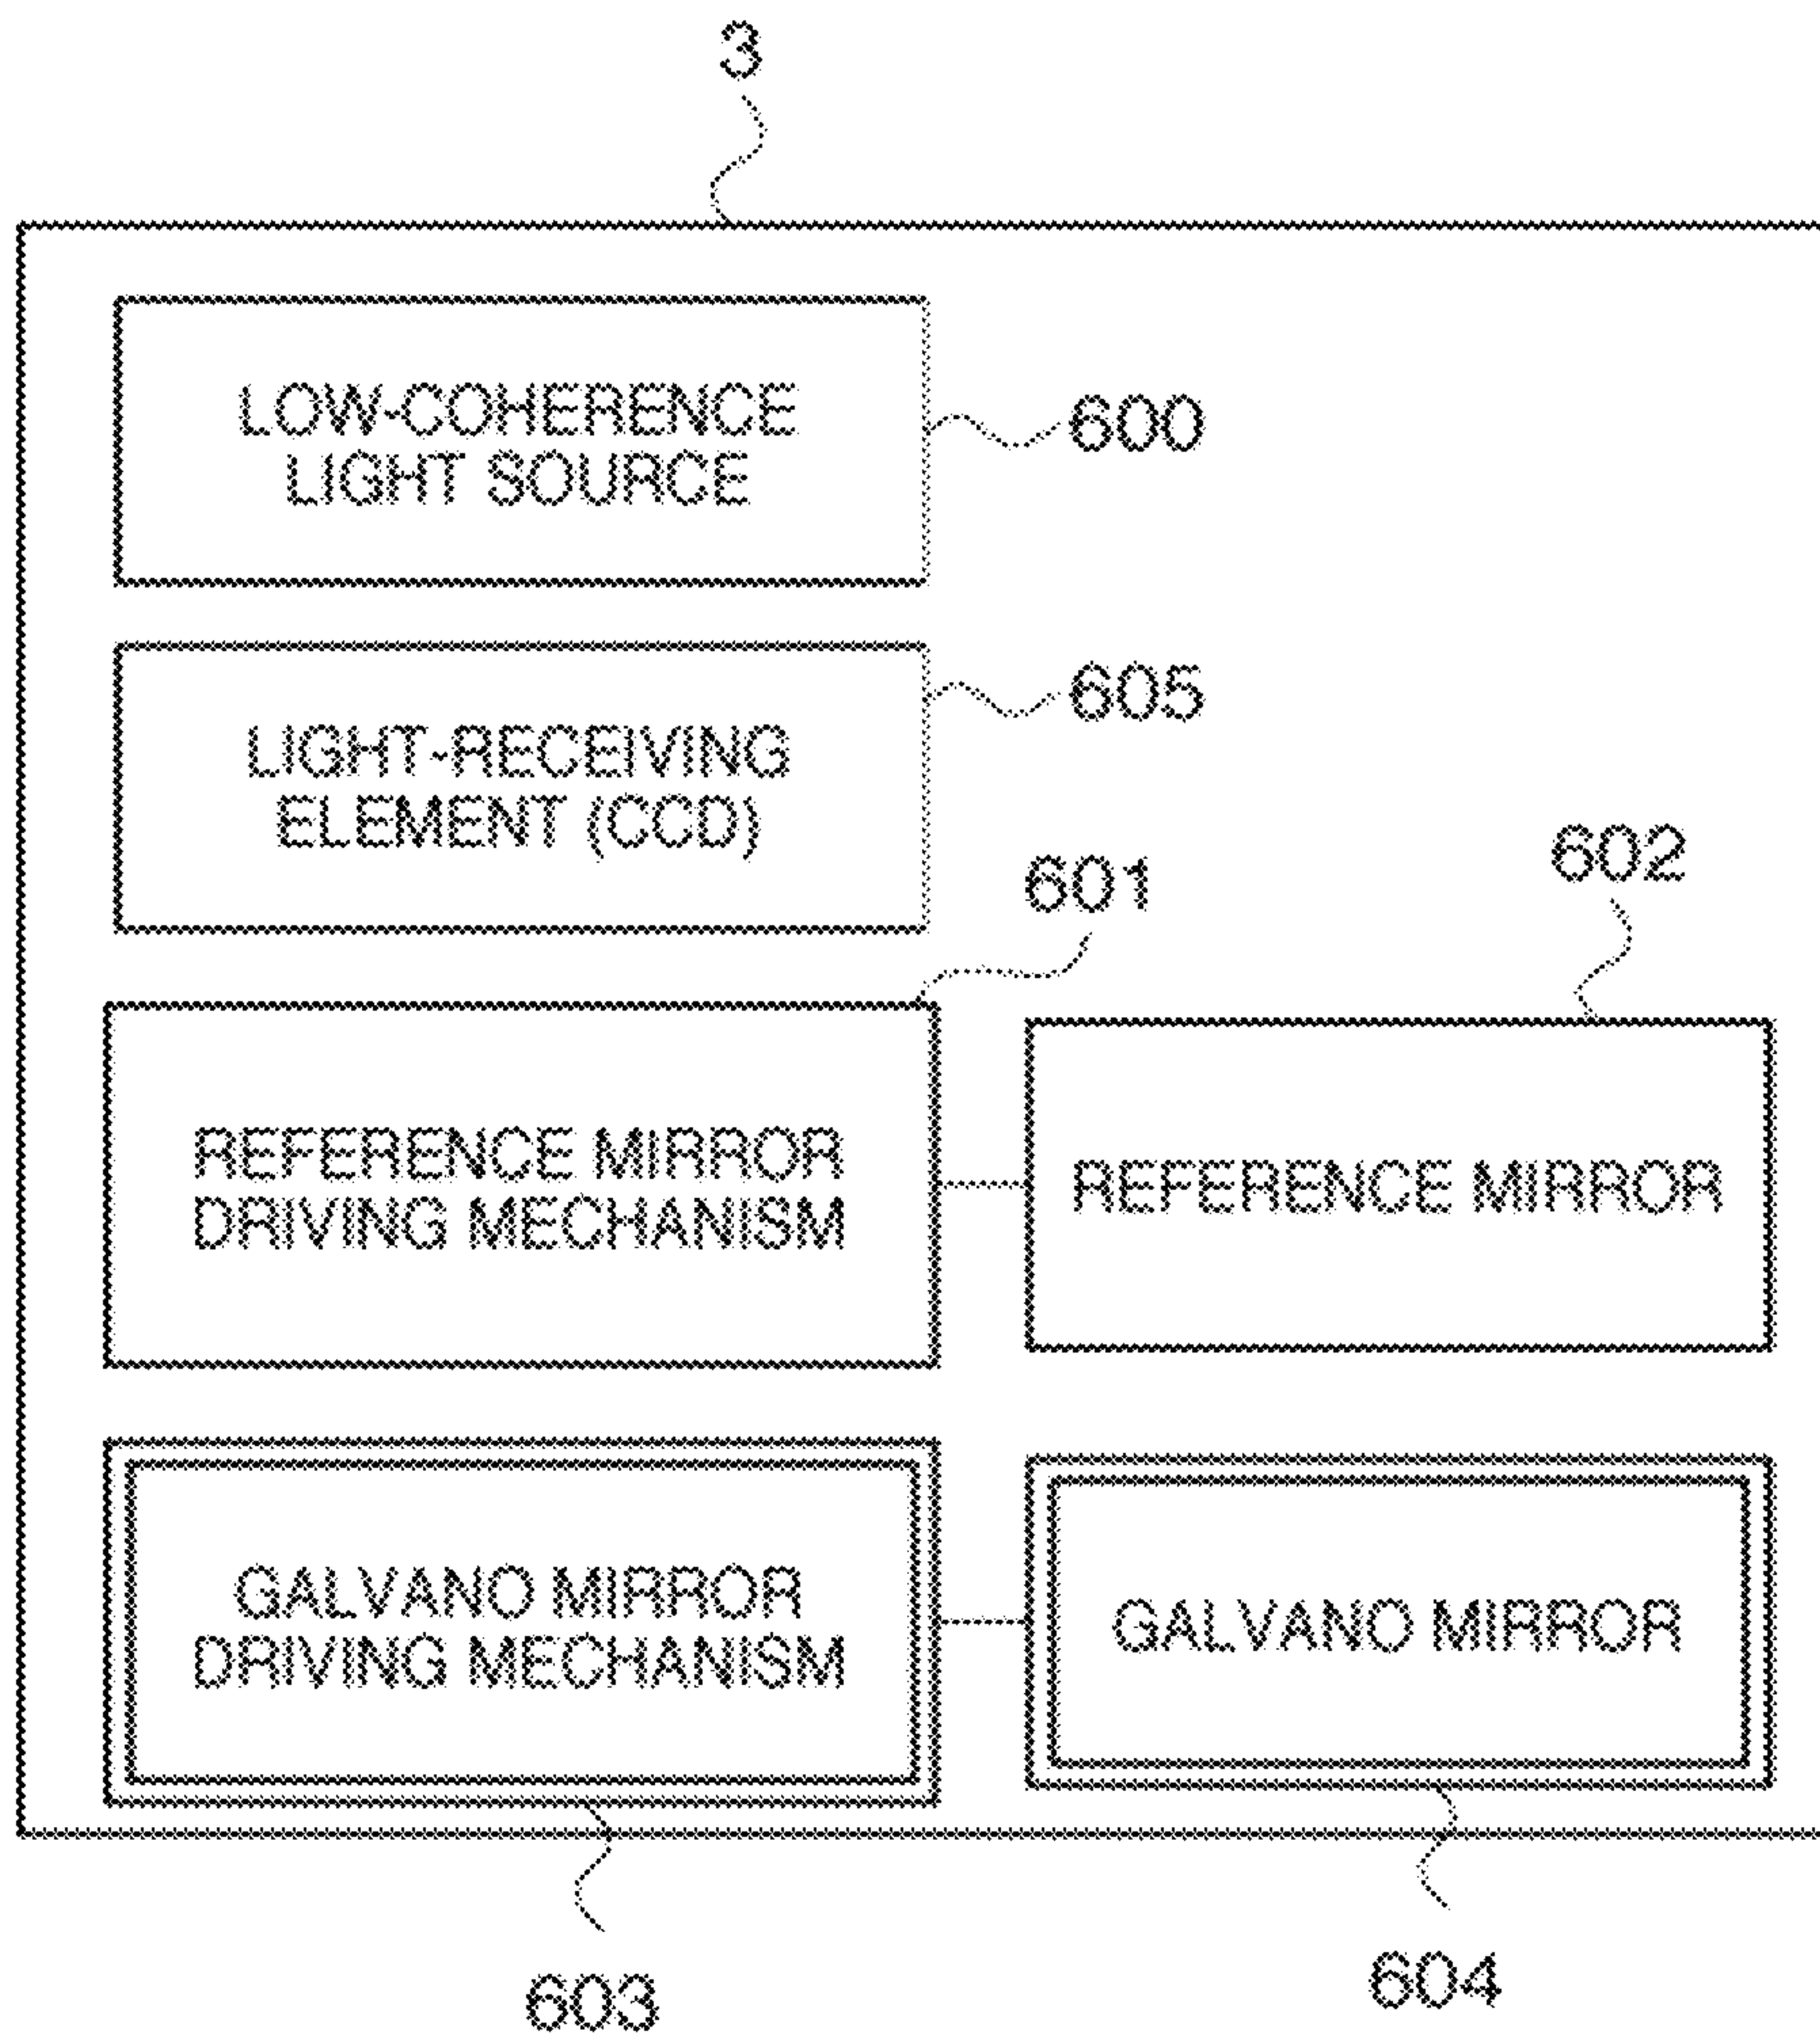 3
LOW-COHERENCE
LIGHT SOURCE
600
LIGHT-RECEIVING
ELEMENT (CCD)
605
601
602
REFERENCE MIRROR
DRIVING MECHANISM
REFERENCE MIRROR
GALVANO MIRROR
DRIVING MECHANISM
GALVANO MIRROR
603
604